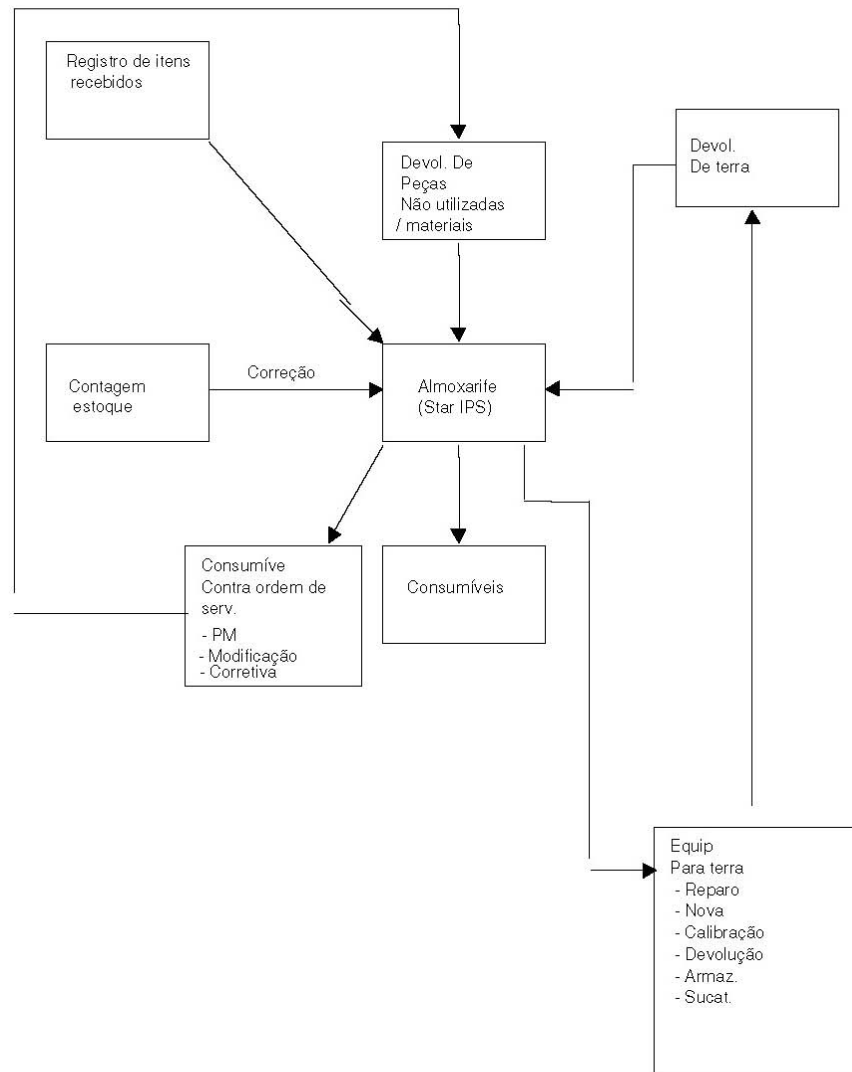 Registro de itens
recebidos
Devol. De
Peças
Não utilizadas
/ materiais
Devol.
De terra
Contagem
estoque
Correção
Almoxarife
(Star IPS)
Consumíve
Contra ordem de
serv.
- PM
- Modificação
- Corretiva
Consumíveis
Equip
Para terra
- Reparo
- Nova
- Calibração
- Devolução
- Armaz.
- Sucat.